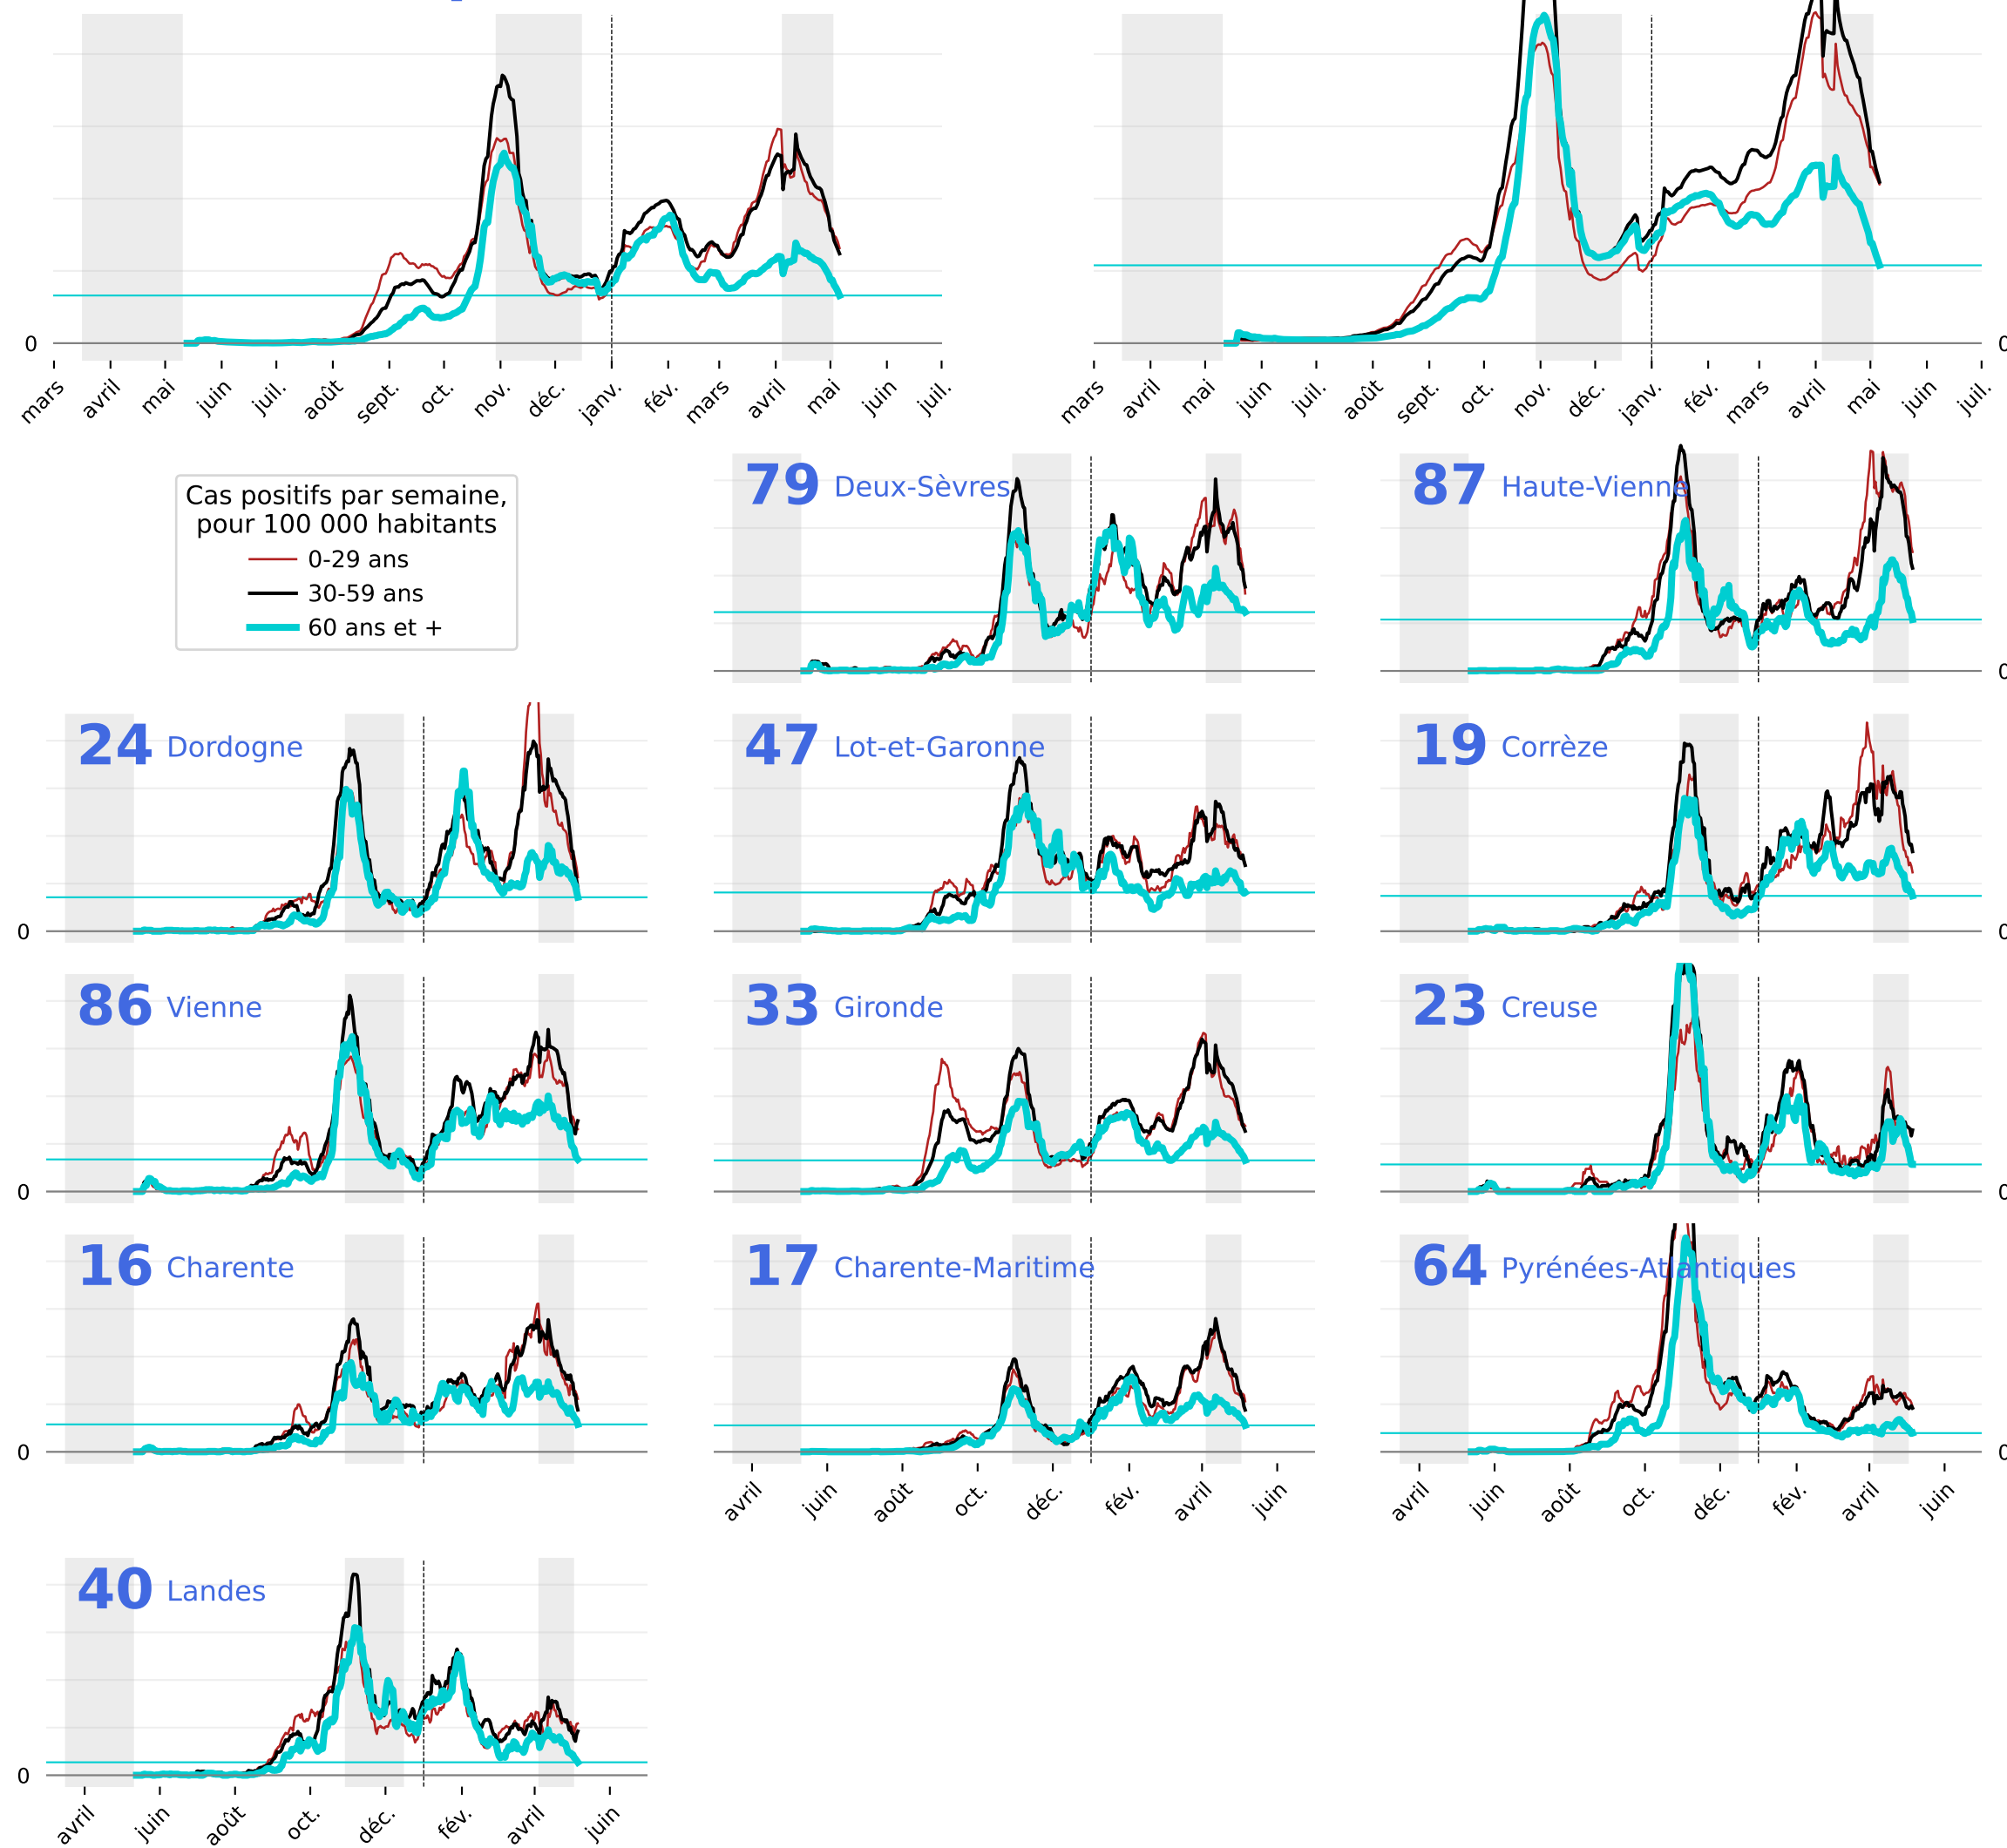 0
0
mars avril mai juin juil. août sept. oct. nov. déc. janv. fév. mars avril mai juin juil.
mars avril mai juin juil. août sept. oct. nov. déc. janv. fév. mars avril mai juin juil.
Cas positifs par semaine,
pour 100 000 habitants
0-29 ans
30-59 ans
60 ans et +
79 Deux-Sèvres
87 Haute-Vienne
0
24 Dordogne
47 Lot-et-Garonne
19 Corrèze
0
0
86 Vienne
33 Gironde
23 Creuse
0
0
16 Charente
17 Charente-Maritime
64 Pyrénées-Atlantiques
0
0
avril juin août oct. déc. fév. avril juin
avril juin août oct. déc. fév. avril juin
40 Landes
0
avril juin août oct. déc. fév. avril juin